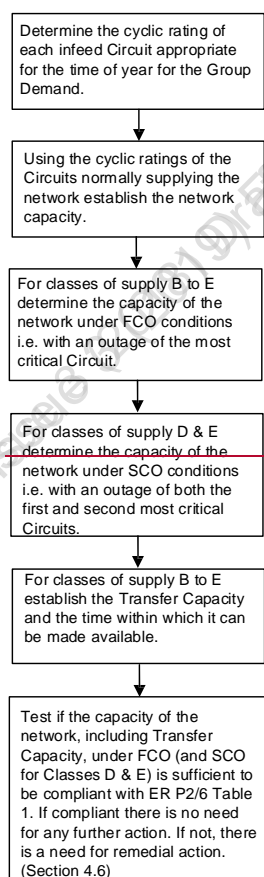 Determine the cyclic rating of
each infeed Circuit appropriate
for the time of year for the Group
Demand.
Using the cyclic ratings of the
Circuits normally supplying the
network establish the network
capacity.
For classes of supply B to E
determine the capacity of the
network under FCO conditions
i.e. with an outage of the most
critical Circuit.
For classes of supply D & E
determine the capacity of the
network under SCO conditions
i.e. with an outage of both the
first and second most critical
Circuits.
For classes of supply B to E
establish the Transfer Capacity
and the time within which it can
be made available.
Test if the capacity of the
network, including Transfer
Capacity, under FCO (and SCO
for Classes D & E) is sufficient to
be compliant with ER P2/6 Table
1. If compliant there is no need
for any further action. If not, there
is a need for remedial action.
(Section 4.6)